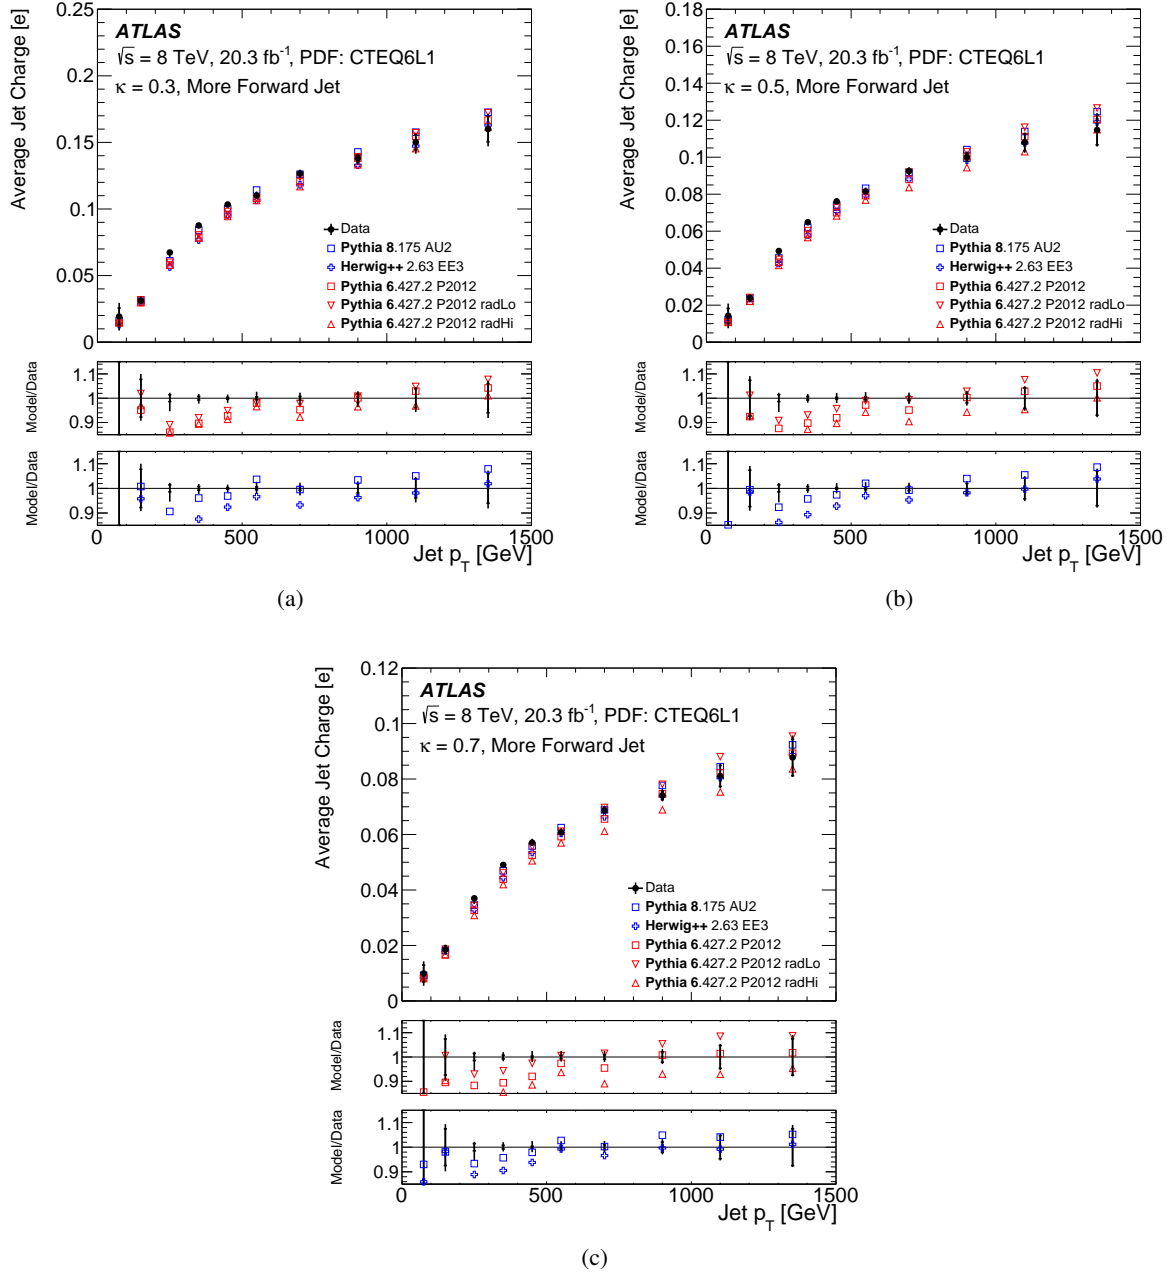 Average Jet Charge [e]
0.25
0.2
0.15
0.1
0.05
0
ATLAS
√s = 8 TeV, 20.3 fb⁻¹, PDF: CTEQ6L1
κ = 0.3, More Forward Jet
Data
Pythia 8.175 AU2
Herwig++ 2.63 EE3
Pythia 6.427.2 P2012
Pythia 6.427.2 P2012 radLo
Pythia 6.427.2 P2012 radHi
Model/Data
1.1
1
0.9
Model/Data
1.1
1
0.9
0 500 1000 1500
Jet p_T [GeV]
(a)
Average Jet Charge [e]
0.18
0.16
0.14
0.12
0.1
0.08
0.06
0.04
0.02
0
ATLAS
√s = 8 TeV, 20.3 fb⁻¹, PDF: CTEQ6L1
κ = 0.5, More Forward Jet
Data
Pythia 8.175 AU2
Herwig++ 2.63 EE3
Pythia 6.427.2 P2012
Pythia 6.427.2 P2012 radLo
Pythia 6.427.2 P2012 radHi
Model/Data
1.1
1
0.9
Model/Data
1.1
1
0.9
0 500 1000 1500
Jet p_T [GeV]
(b)
Average Jet Charge [e]
0.12
0.1
0.08
0.06
0.04
0.02
0
ATLAS
√s = 8 TeV, 20.3 fb⁻¹, PDF: CTEQ6L1
κ = 0.7, More Forward Jet
Data
Pythia 8.175 AU2
Herwig++ 2.63 EE3
Pythia 6.427.2 P2012
Pythia 6.427.2 P2012 radLo
Pythia 6.427.2 P2012 radHi
Model/Data
1.1
1
0.9
Model/Data
1.1
1
0.9
0 500 1000 1500
Jet p_T [GeV]
(c)